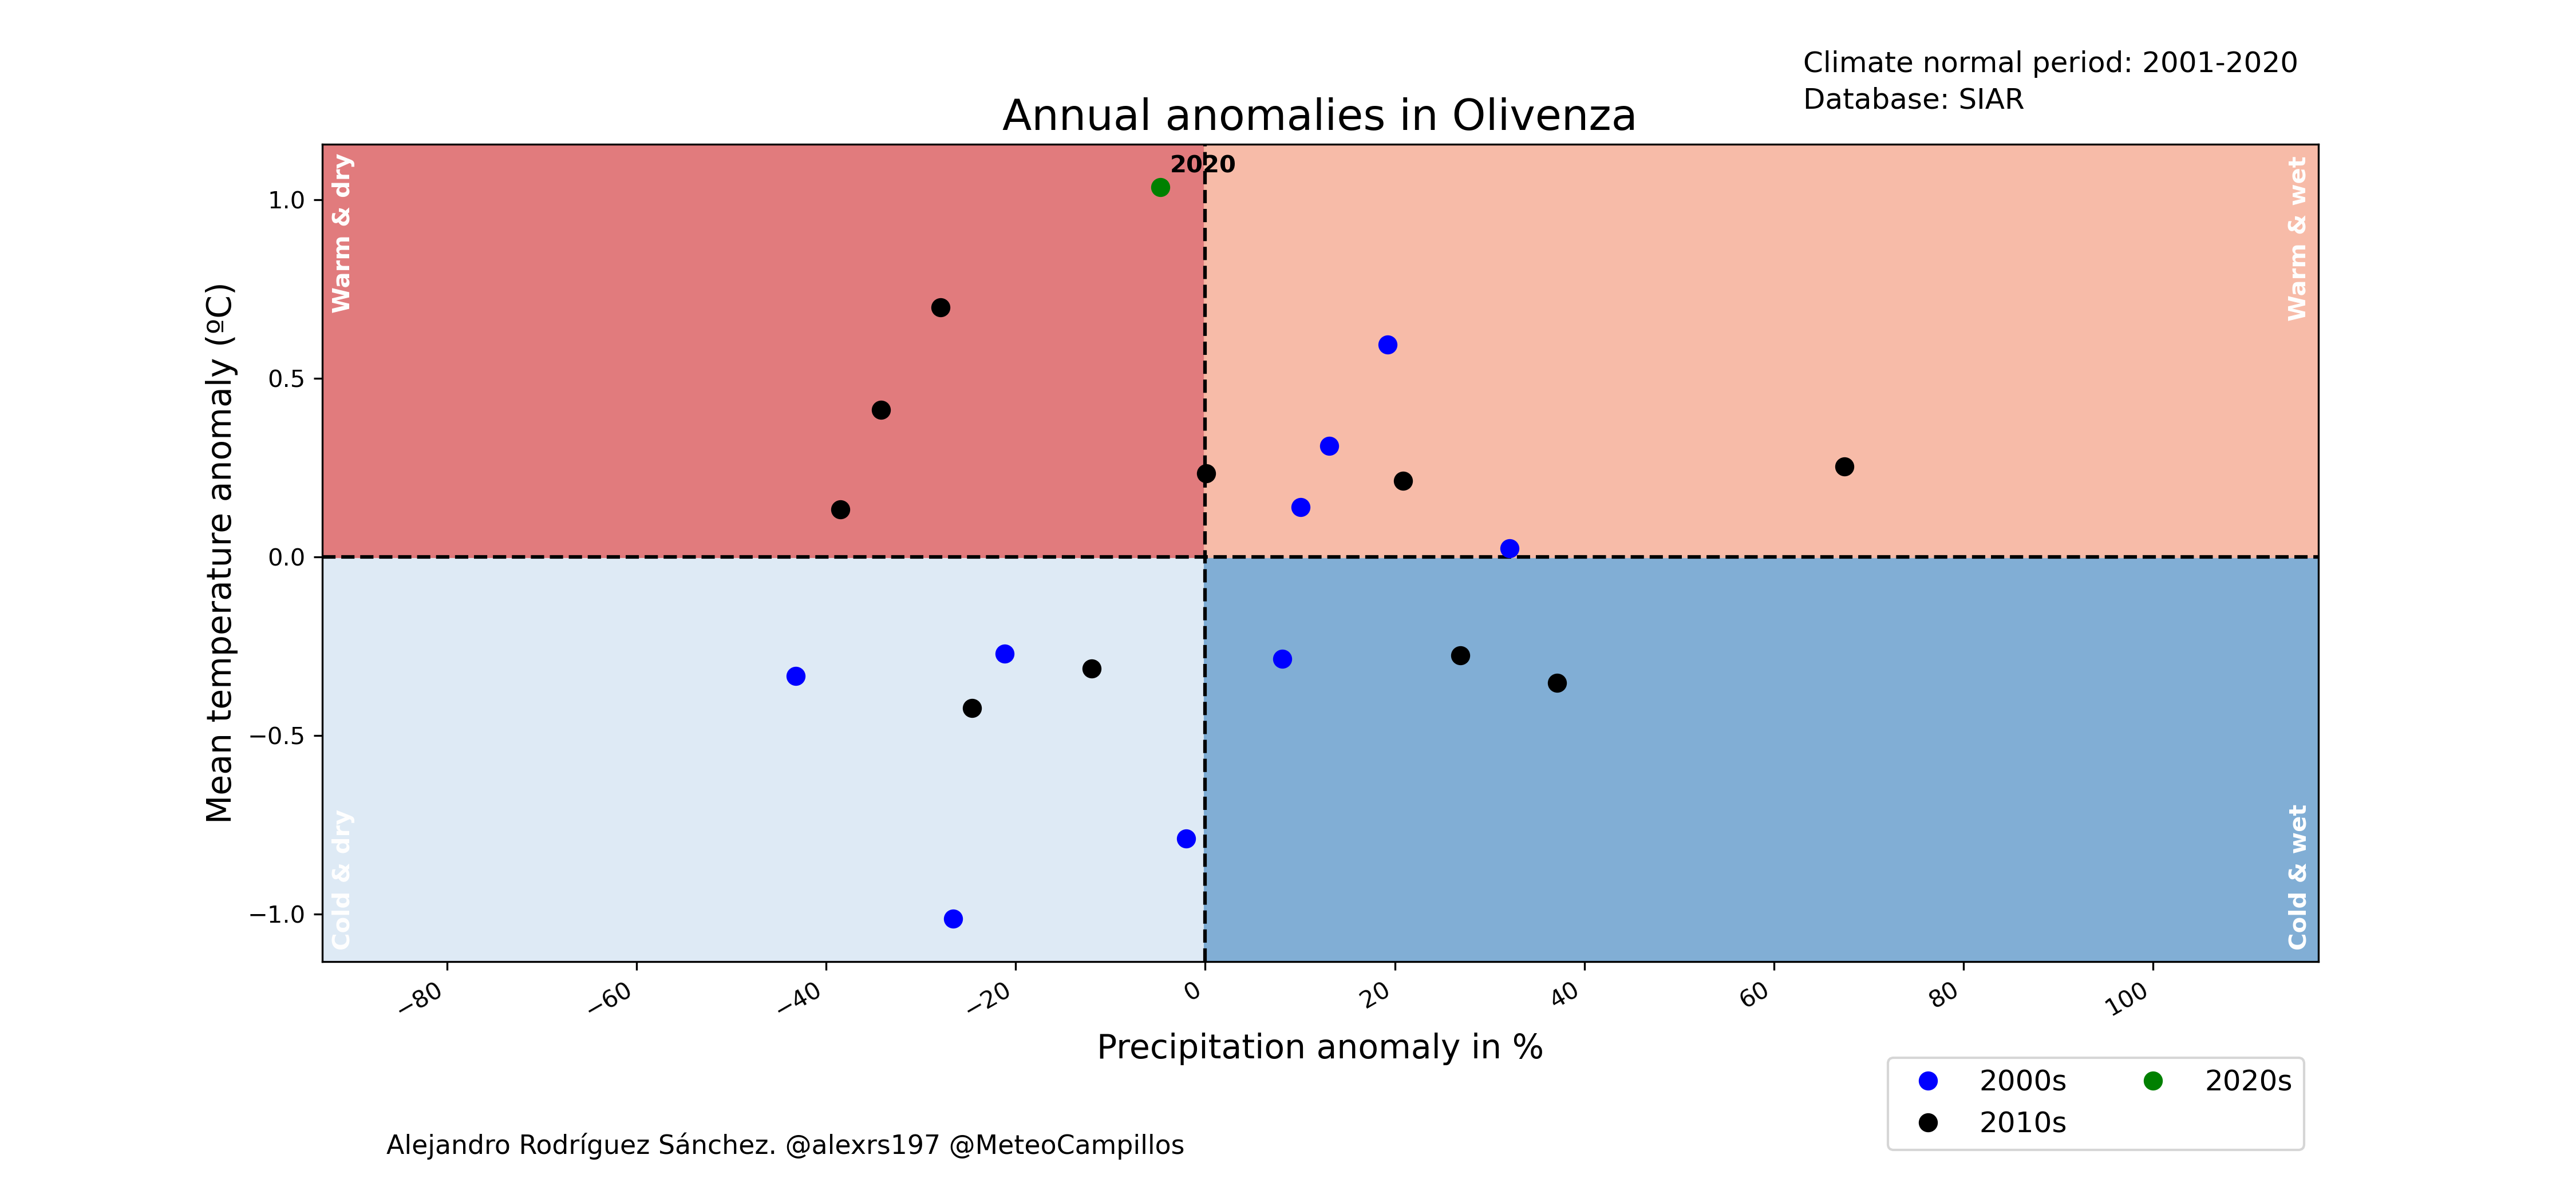 Climate normal period: 2001-2020
Database: SIAR
Annual anomalies in Olivenza
2020
Warm & dry
Warm & wet
1.0
0.5
0.0
−0.5
−1.0
Mean temperature anomaly (ºC)
Cold & dry
Cold & wet
−80
−60
−40
−20
0
20
40
60
80
100
Precipitation anomaly in %
2000s
2010s
2020s
Alejandro Rodríguez Sánchez. @alexrs197 @MeteoCampillos